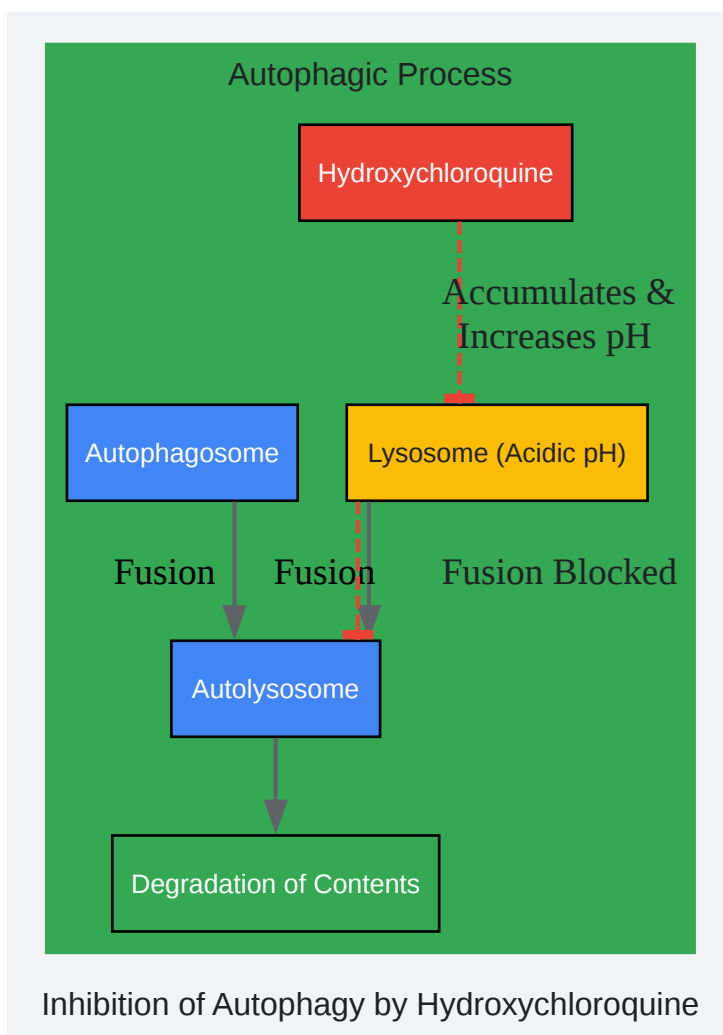 Autophagic Process
Hydroxychloroquine
Accumulates &
Increases pH
Autophagosome
Lysosome (Acidic pH)
Fusion
Fusion
Fusion Blocked
Autolysosome
Degradation of Contents
Inhibition of Autophagy by Hydroxychloroquine